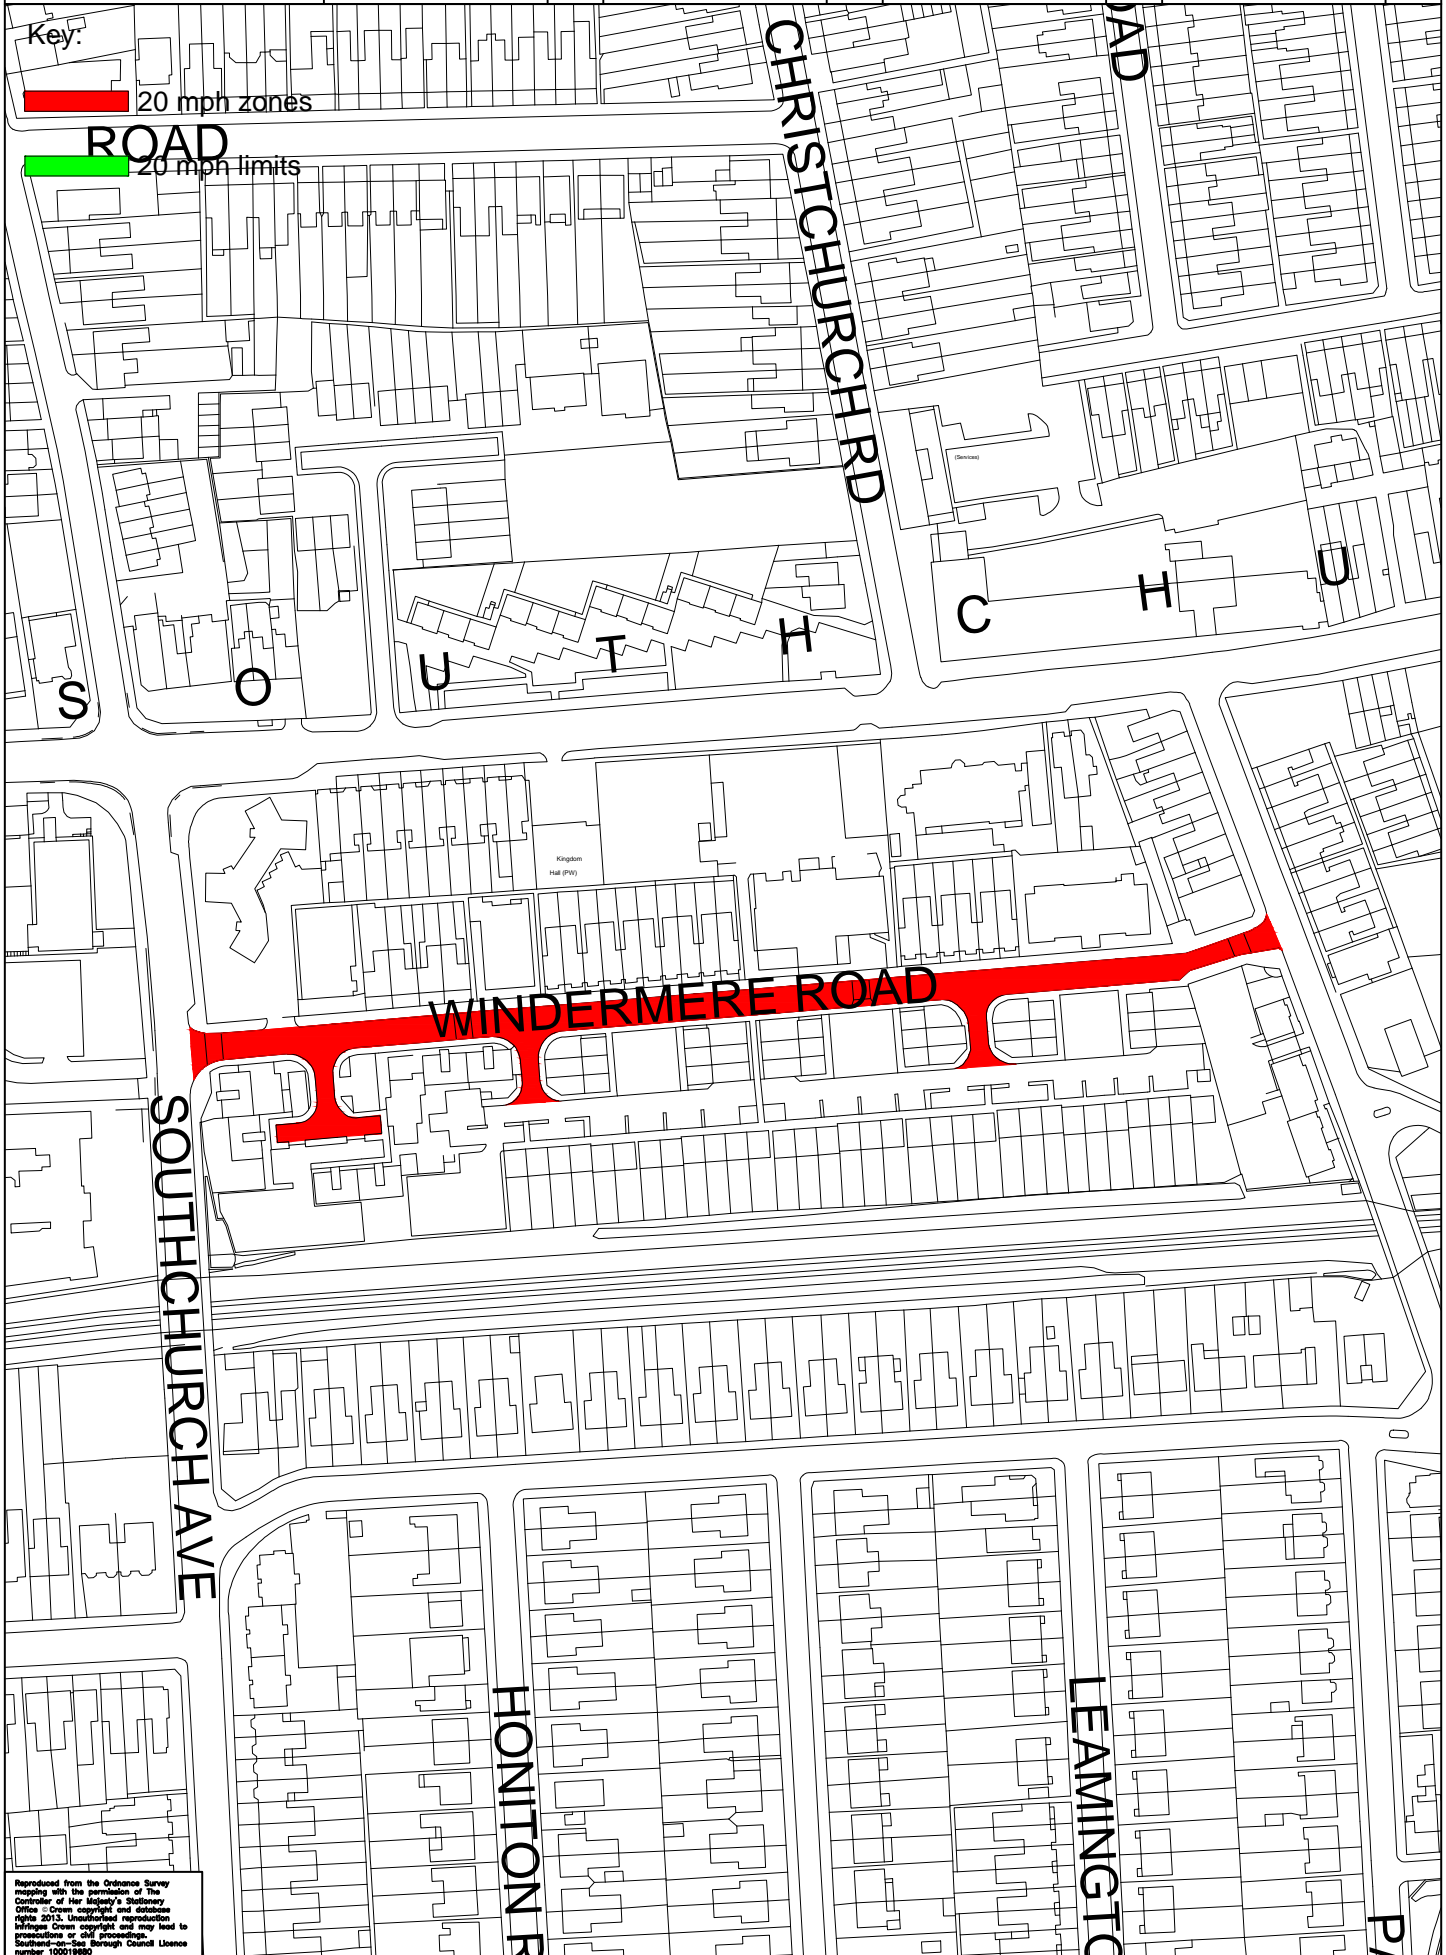 Key:
20 mph zones
ROAD
20 mph limits
CHRISTCHURCH RD
OAD
(Services)
S O U T H C H U
Kingdom
Hall (PW)
WINDERMERE ROAD
SOUTHCHURCH AVE
HONITON R
LEAMINGTO
PA
Reproduced from the Ordnance Survey
mapping with the permission of The
Controller of Her Majesty's Stationery
Office © Crown copyright and database
rights 2013. Unauthorised reproduction
infringes Crown copyright and may lead to
prosecutions or civil proceedings.
Southend-on-Sea Borough Council Licence
number 100019680